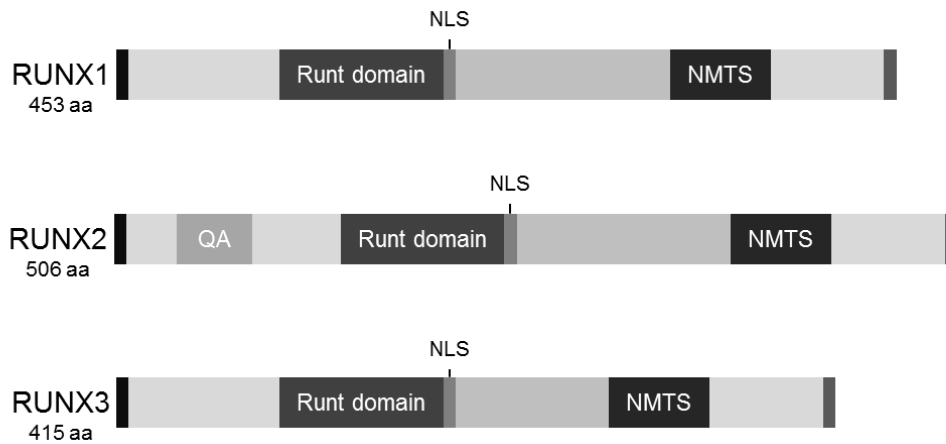 NLS
RUNX1 Runt domain NMTS
453 aa
NLS
RUNX2 QA Runt domain NMTS
506 aa
NLS
RUNX3 Runt domain NMTS
415 aa